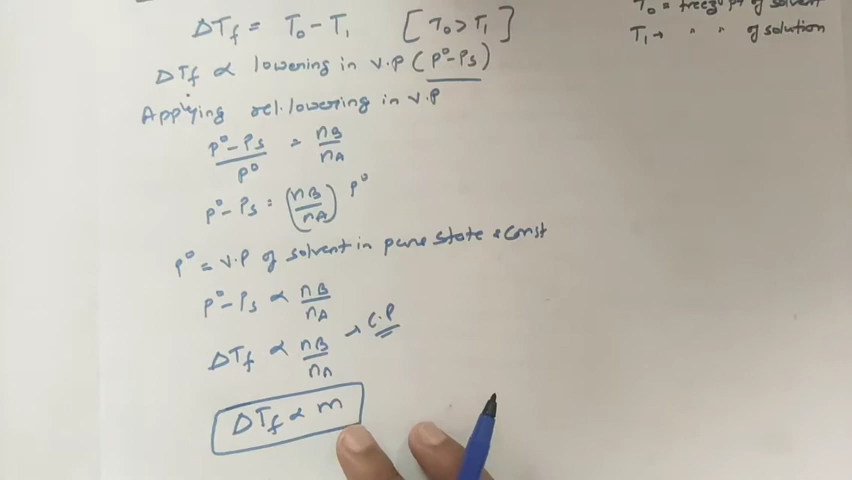 ΔTf = T0 - T1 [T0 > T1]
T0 = freezg pt of solvent
T1 → " " of solution
ΔTf ∝ lowering in v.p (p° - Ps)
Applying rel. lowering in v.p
p° - Ps / p° = nB / nA
p° - Ps = (nB / nA) p°
p° = v.p of solvent in pure state & const
p° - Ps ∝ nB / nA
ΔTf ∝ nB / nA → C.P
ΔTf ∝ m